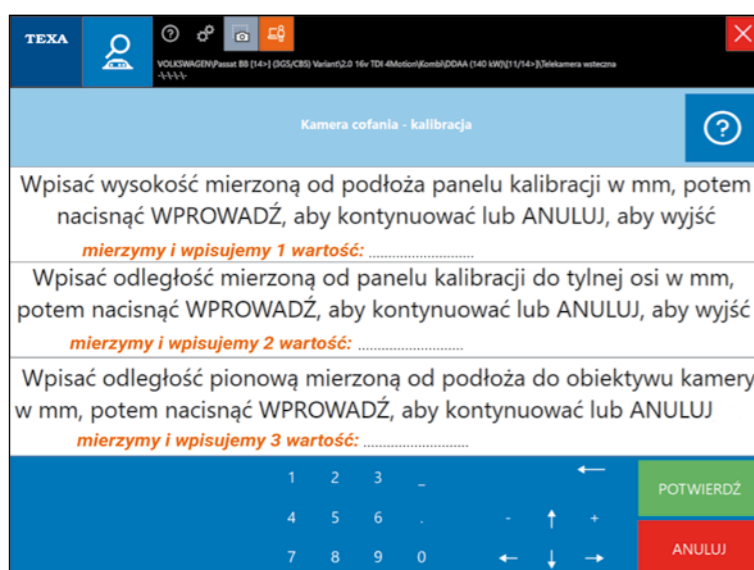 TEXA
VOLKSWAGEN\Passat B8 [14>] (3G5/CB5) Variant\2.0 16v TDI 4Motion\Kombi\DDAA (140 kW)\[11/14>]\Telekamera wsteczna
Kamera cofania - kalibracja
Wpisać wysokość mierzoną od podłoża panelu kalibracji w mm, potem
nacisnąć WPROWADŹ, aby kontynuować lub ANULUJ, aby wyjść
mierzymy i wpisujemy 1 wartość: ..........................
Wpisać odległość mierzoną od panelu kalibracji do tylnej osi w mm,
potem nacisnąć WPROWADŹ, aby kontynuować lub ANULUJ, aby wyjść
mierzymy i wpisujemy 2 wartość: ..........................
Wpisać odległość pionową mierzoną od podłoża do obiektywu kamery
w mm, potem nacisnąć WPROWADŹ, aby kontynuować lub ANULUJ
mierzymy i wpisujemy 3 wartość: ..........................
1 2 3 _ ←
POTWIERDŹ
4 5 6 . - ↑ +
7 8 9 0 ← ↓ →
ANULUJ